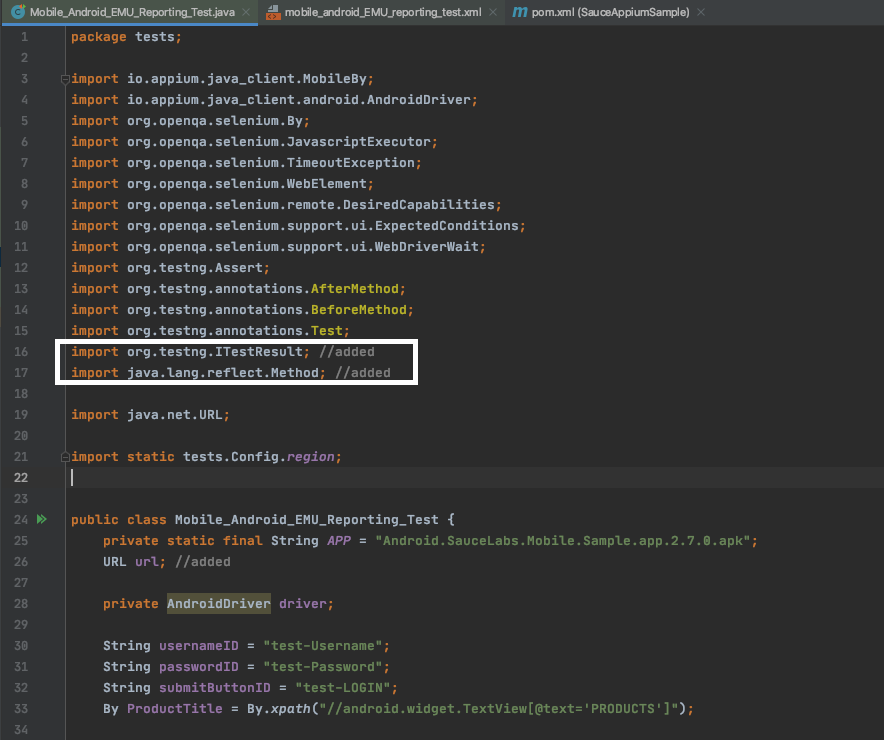 Mobile_Android_EMU_Reporting_Test.java mobile_android_EMU_reporting_test.xml pom.xml (SauceAppiumSample)
1 package tests;
2
3 import io.appium.java_client.MobileBy;
4 import io.appium.java_client.android.AndroidDriver;
5 import org.openqa.selenium.By;
6 import org.openqa.selenium.JavascriptExecutor;
7 import org.openqa.selenium.TimeoutException;
8 import org.openqa.selenium.WebElement;
9 import org.openqa.selenium.remote.DesiredCapabilities;
10 import org.openqa.selenium.support.ui.ExpectedConditions;
11 import org.openqa.selenium.support.ui.WebDriverWait;
12 import org.testng.Assert;
13 import org.testng.annotations.AfterMethod;
14 import org.testng.annotations.BeforeMethod;
15 import org.testng.annotations.Test;
16 import org.testng.ITestResult; //added
17 import java.lang.reflect.Method; //added
18
19 import java.net.URL;
20
21 import static tests.Config.region;
22
23
24 public class Mobile_Android_EMU_Reporting_Test {
25 private static final String APP = "Android.SauceLabs.Mobile.Sample.app.2.7.0.apk";
26 URL url; //added
27
28 private AndroidDriver driver;
29
30 String usernameID = "test-Username";
31 String passwordID = "test-Password";
32 String submitButtonID = "test-LOGIN";
33 By ProductTitle = By.xpath("//android.widget.TextView[@text='PRODUCTS']");
34